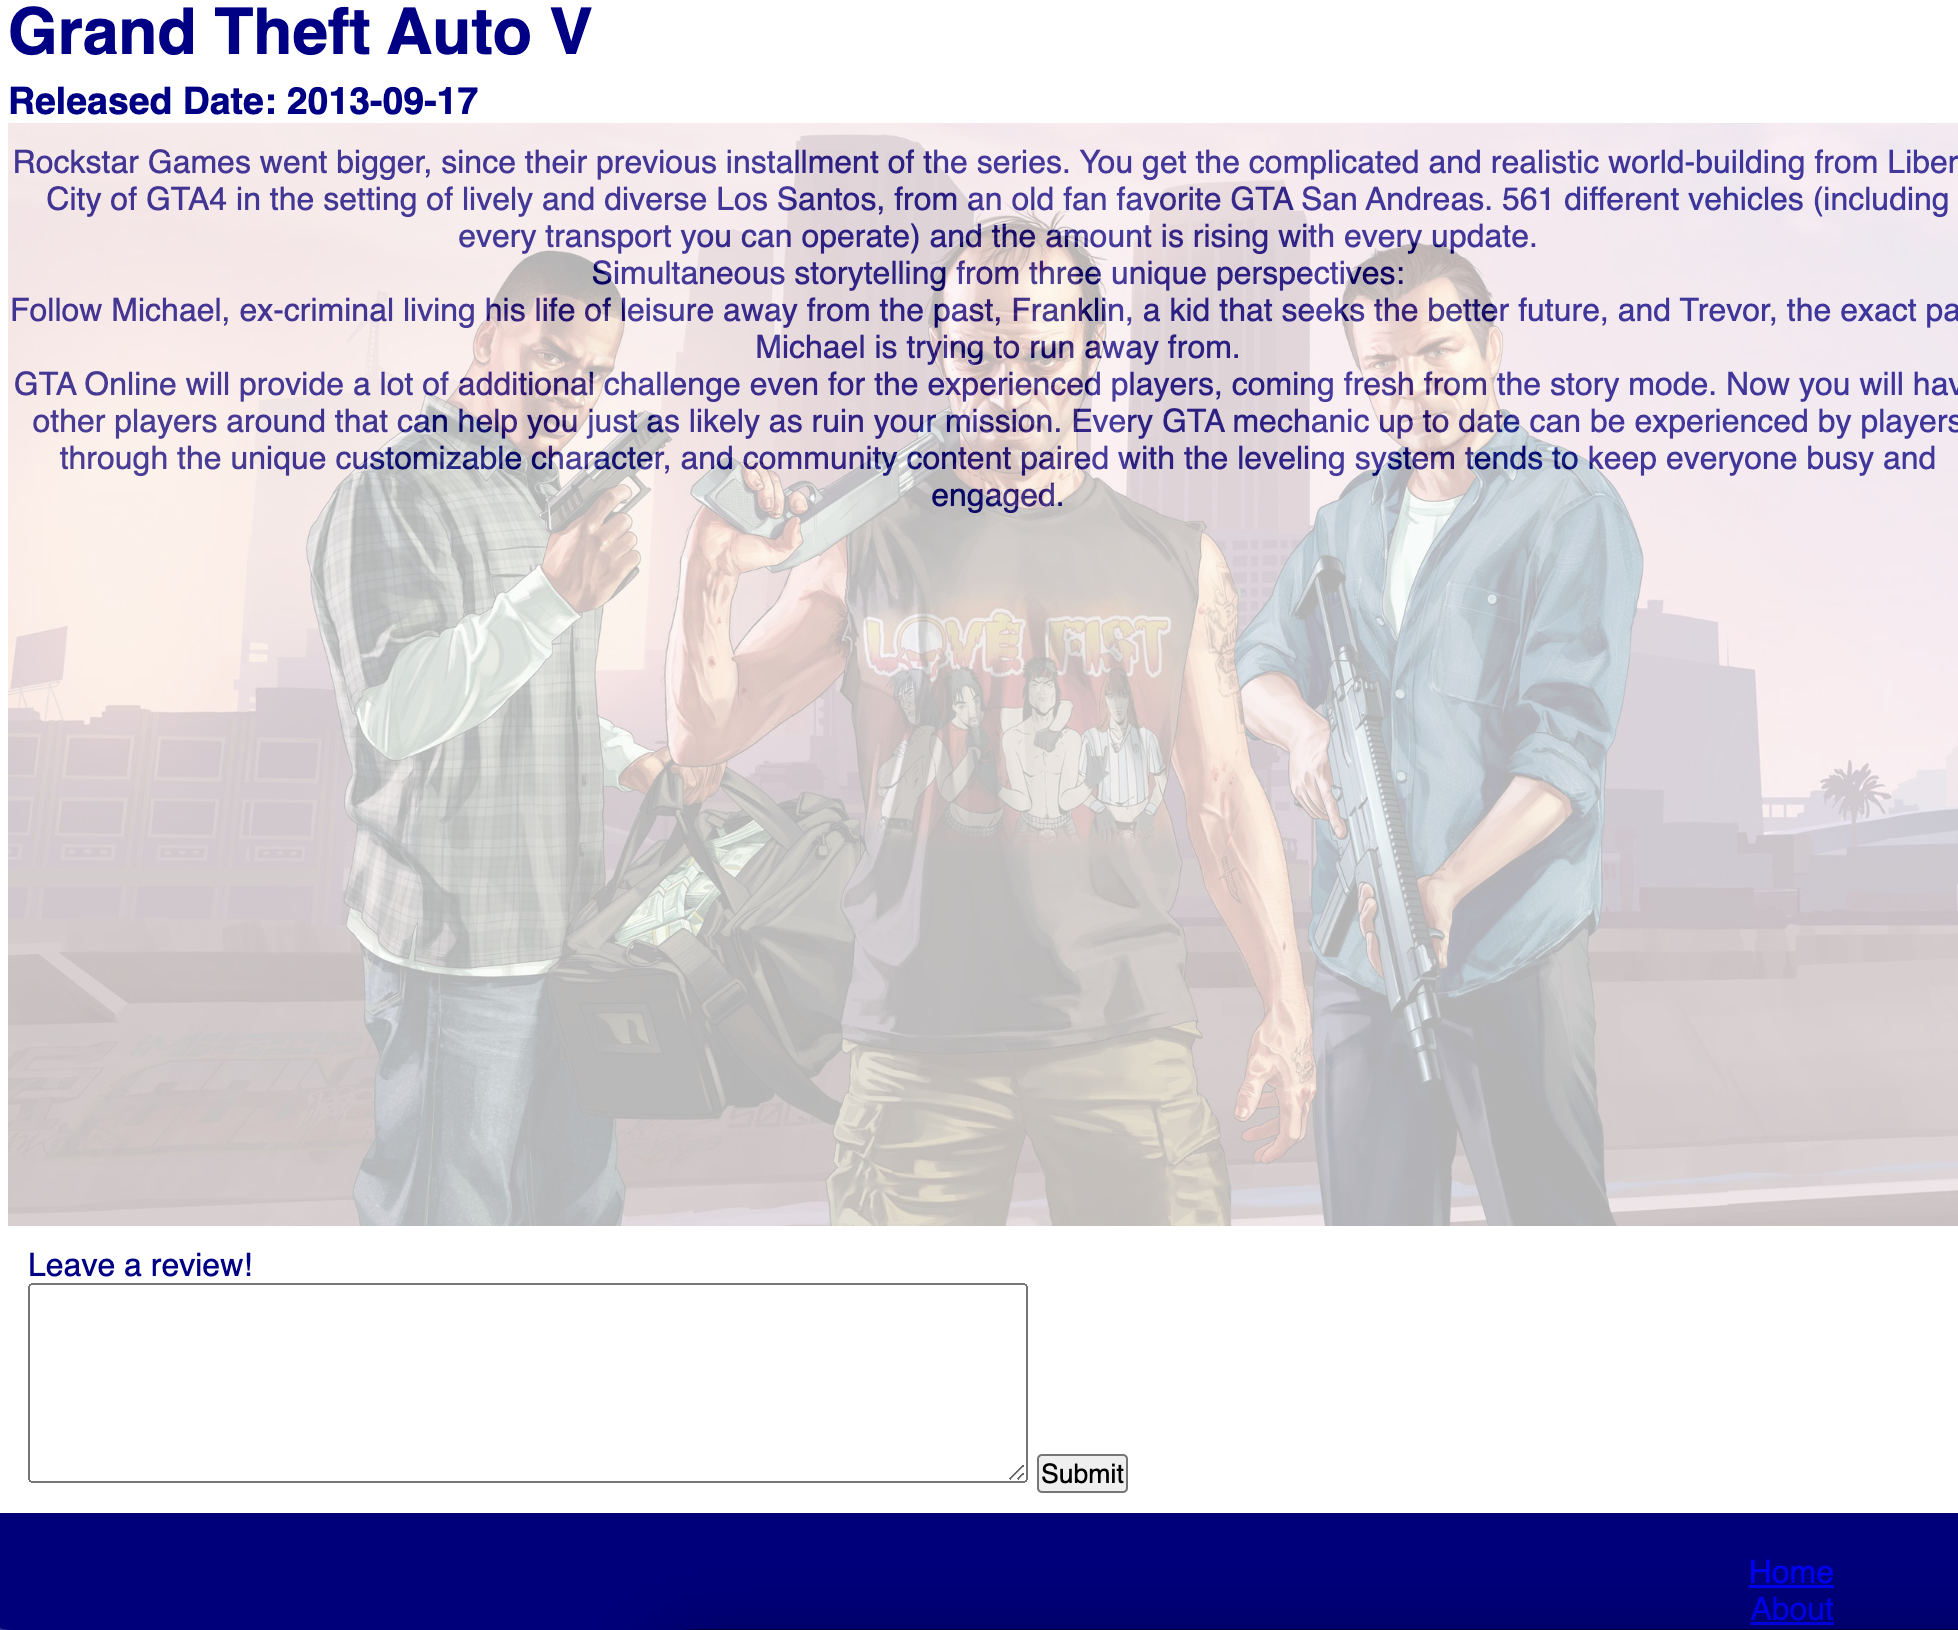 Grand Theft Auto V
Released Date: 2013-09-17
Rockstar Games went bigger, since their previous installment of the series. You get the complicated and realistic world-building from Liber
City of GTA4 in the setting of lively and diverse Los Santos, from an old fan favorite GTA San Andreas. 561 different vehicles (including
every transport you can operate) and the amount is rising with every update.
Simultaneous storytelling from three unique perspectives:
Follow Michael, ex-criminal living his life of leisure away from the past, Franklin, a kid that seeks the better future, and Trevor, the exact pa
Michael is trying to run away from.
GTA Online will provide a lot of additional challenge even for the experienced players, coming fresh from the story mode. Now you will hav
other players around that can help you just as likely as ruin your mission. Every GTA mechanic up to date can be experienced by players
through the unique customizable character, and community content paired with the leveling system tends to keep everyone busy and
engaged.
LOVE FIST
Leave a review!
Submit
Home
About